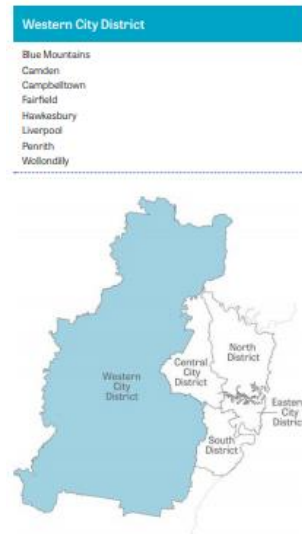 Western City District
Blue Mountains
Camden
Campbelltown
Fairfield
Hawkesbury
Liverpool
Penrith
Wollondilly
North
District
Central
City
District
Western
City
District
Eastern
City
District
South
District